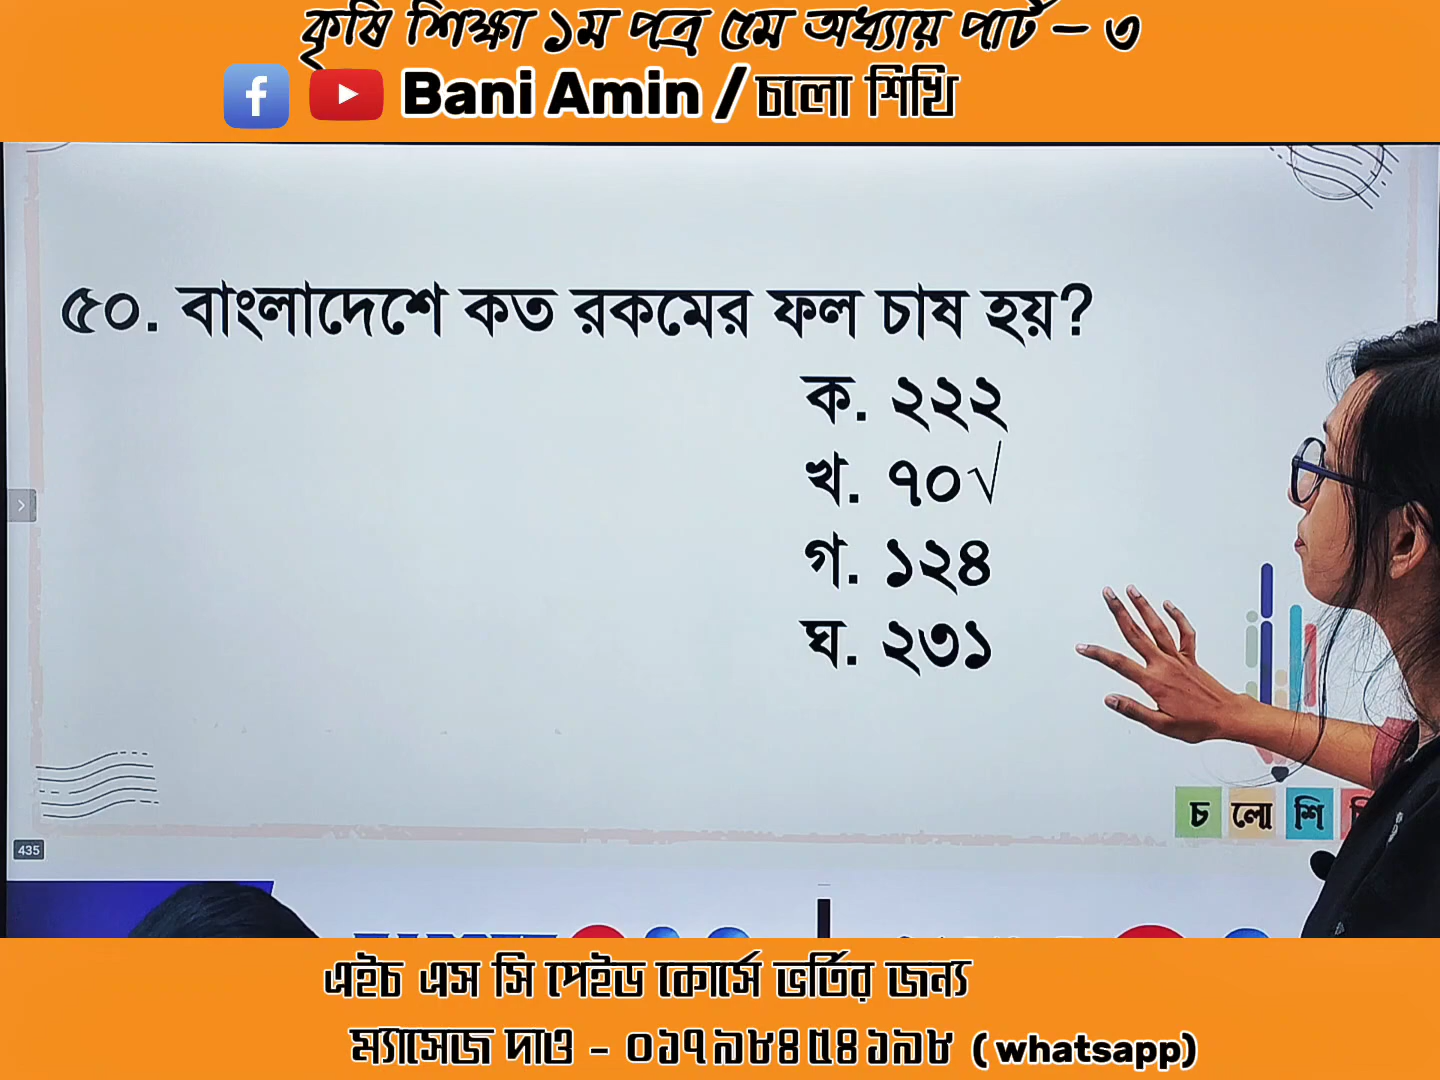 কৃষি শিক্ষা ১ম পত্র ৫ম অধ্যায় পার্ট – ৩
f Bani Amin / চলো শিখি
৫০. বাংলাদেশে কত রকমের ফল চাষ হয়?
ক. ২২২
খ. ৭০√
গ. ১২৪
ঘ. ২৩১
চ লো শি
435
এইচ এস সি পেইড কোর্সে ভর্তির জন্য
ম্যাসেজ দাও - ০১৭৯৮৪৫৪১৯৮ ( whatsapp)